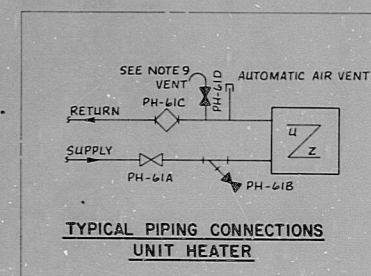 SEE NOTE 9
VENT
PH-61D
AUTOMATIC AIR VENT
PH-61C
RETURN
U
Z
SUPPLY
PH-61A
PH-61B
TYPICAL PIPING CONNECTIONS
UNIT HEATER